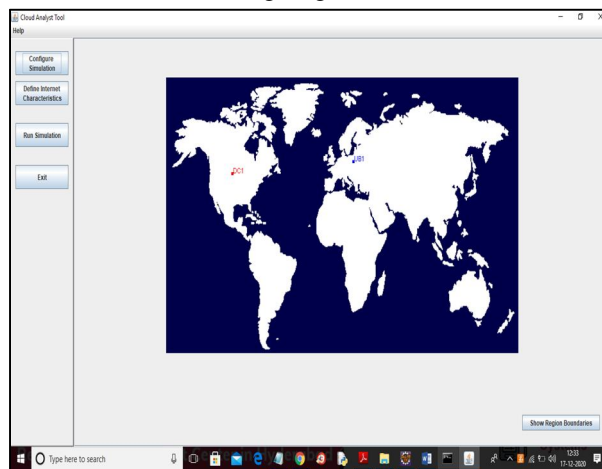 Cloud Analyst Tool
Help
Configure
Simulation
Define Internet
Characteristics
Run Simulation
Exit
DC1
UB1
Show Region Boundaries
Type here to search
12:33
17-12-2020